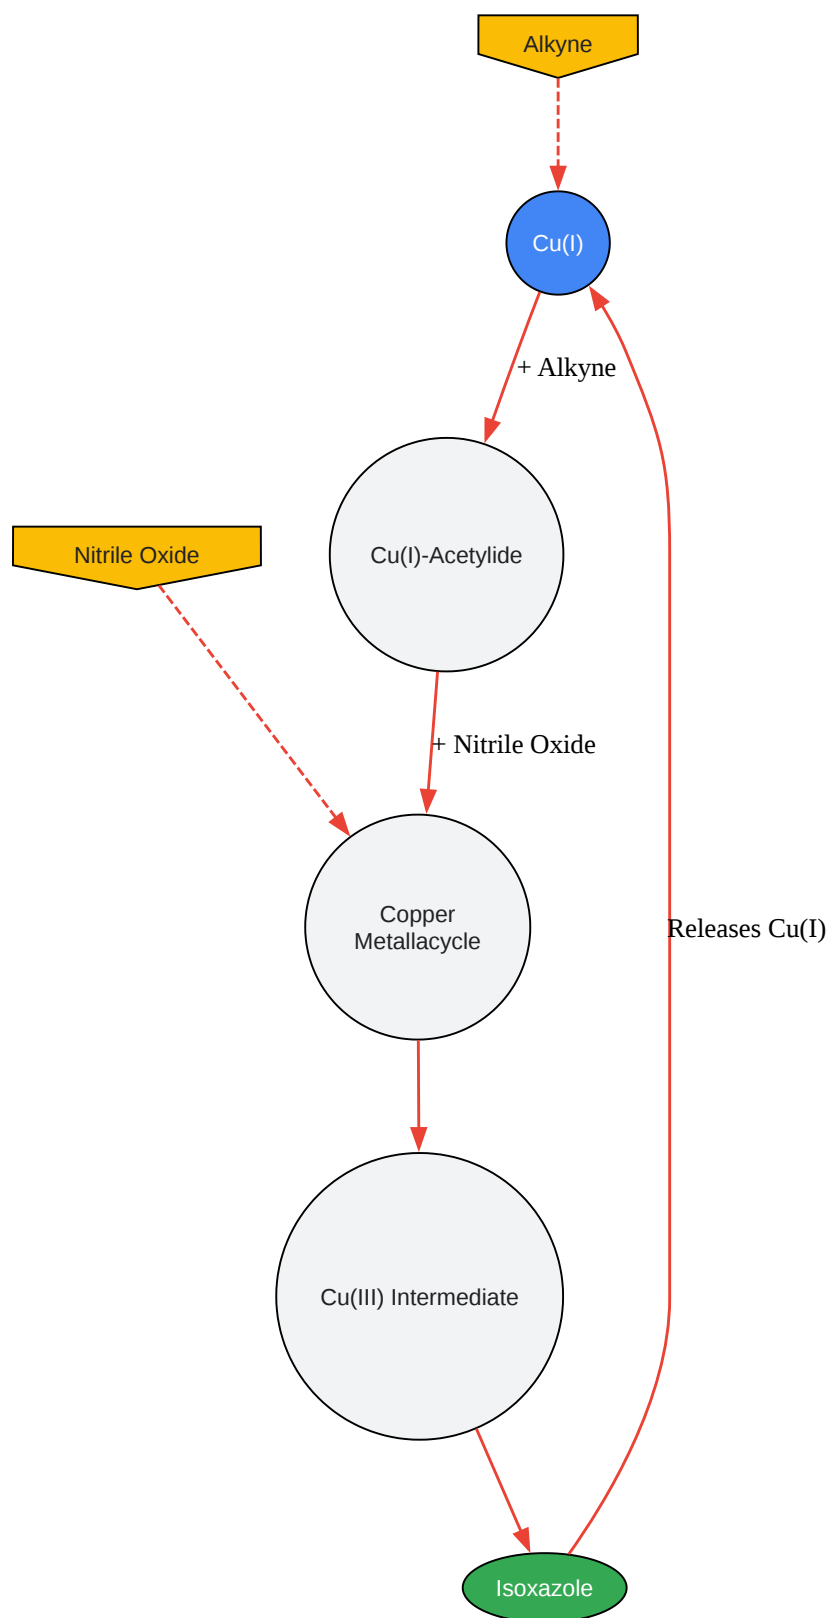 Alkyne
Cu(I)
+ Alkyne
Cu(I)-Acetylide
Nitrile Oxide
+ Nitrile Oxide
Copper
Metallacycle
Releases Cu(I)
Cu(III) Intermediate
Isoxazole